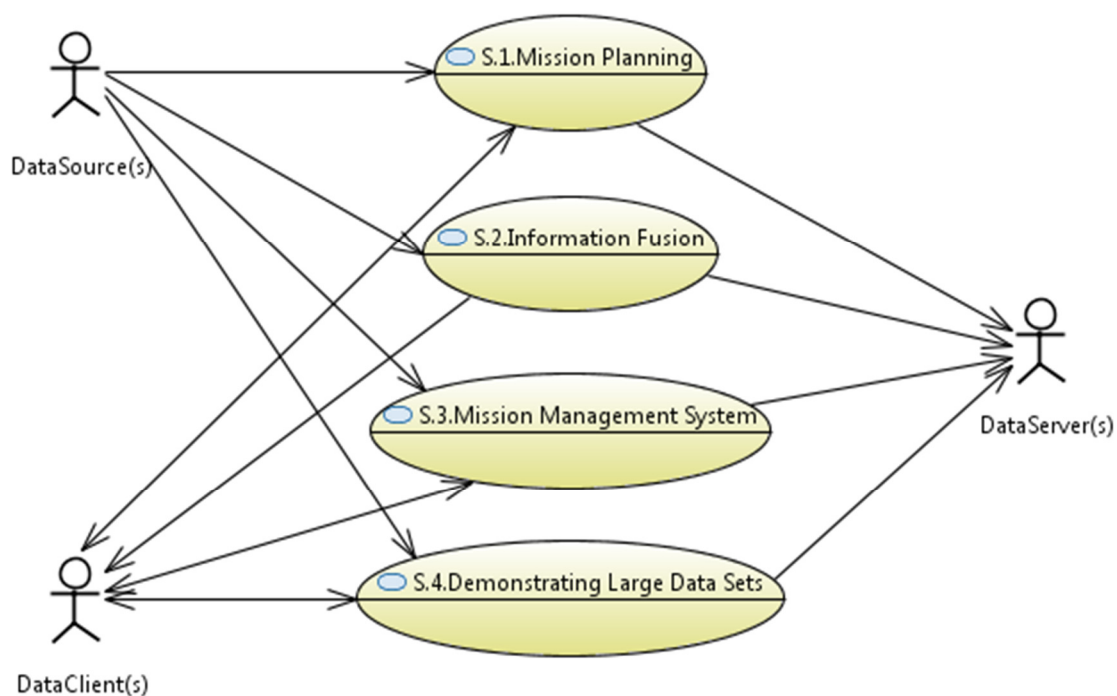 S.1.Mission Planning
DataSource(s)
S.2.Information Fusion
S.3.Mission Management System
DataServer(s)
S.4.Demonstrating Large Data Sets
DataClient(s)